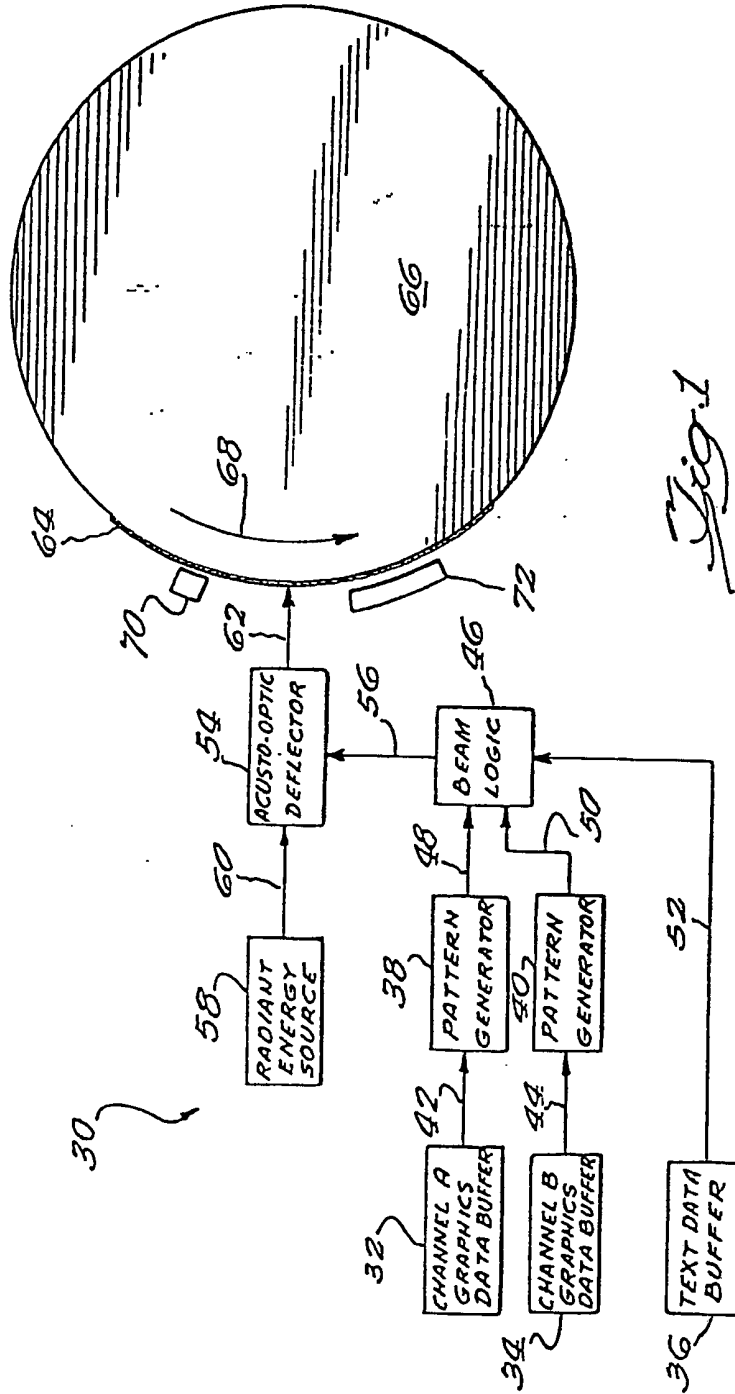 30
58
RADIANT
ENERGY
SOURCE
60
54
ACUSTO-OPTIC
DEFLECTOR
62
70
64
68
66
72
32
CHANNEL A
GRAPHICS
DATA BUFFER
42
38
PATTERN
GENERATOR
48
56
46
BEAM
LOGIC
34
CHANNEL B
GRAPHICS
DATA BUFFER
44
40
PATTERN
GENERATOR
50
36
TEXT DATA
BUFFER
52
Fig.1